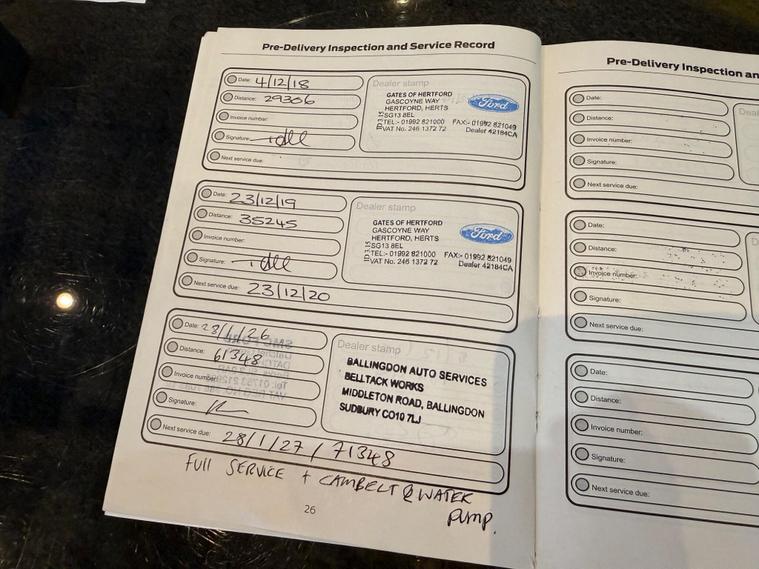 Pre-Delivery Inspection and Service Record
Date: 4/12/18
Distance: 29306
Invoice number:
Signature:
Next service due:
Dealer stamp
GATES OF HERTFORD
GASCOYNE WAY
HERTFORD, HERTS
SG13 8EL
TEL:- 01992 821000 FAX:- 01992 821049
VAT No. 246 1372 72 Dealer 42184CA
Ford
Date: 23/12/19
Distance: 35245
Invoice number:
Signature:
Next service due: 23/12/20
Dealer stamp
GATES OF HERTFORD
GASCOYNE WAY
HERTFORD, HERTS
SG13 8EL
TEL:- 01992 821000 FAX:- 01992 821049
VAT No. 246 1372 72 Dealer 42184CA
Ford
Date: 28/1/26
Distance: 61348
Invoice number:
Signature:
Next service due: 28/1/27 / 71348
Dealer stamp
BALLINGDON AUTO SERVICES
BELLTACK WORKS
MIDDLETON ROAD, BALLINGDON
SUDBURY CO10 7LJ
FULL SERVICE + CAMBELT & WATER
PUMP.
26
Pre-Delivery Inspection an
Date:
Distance:
Invoice number:
Signature:
Next service due:
Date:
Distance:
Invoice number:
Signature:
Next service due:
Date:
Distance:
Invoice number:
Signature:
Next service due: